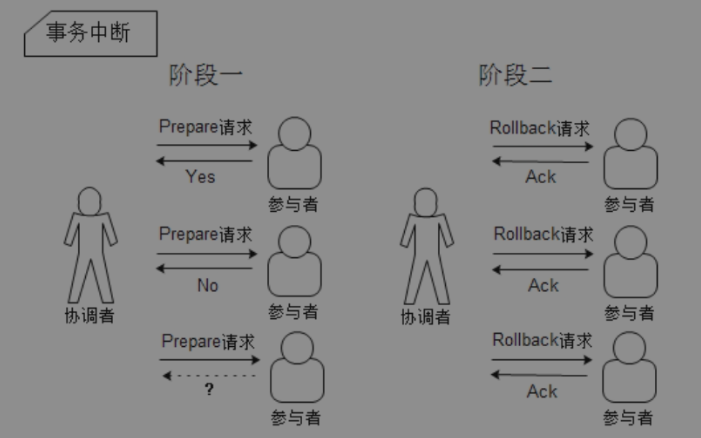 事务中断
阶段一
Prepare请求
Yes
参与者
Prepare请求
No
协调者
参与者
Prepare请求
?
参与者
阶段二
Rollback请求
Ack
参与者
Rollback请求
Ack
协调者
参与者
Rollback请求
Ack
参与者